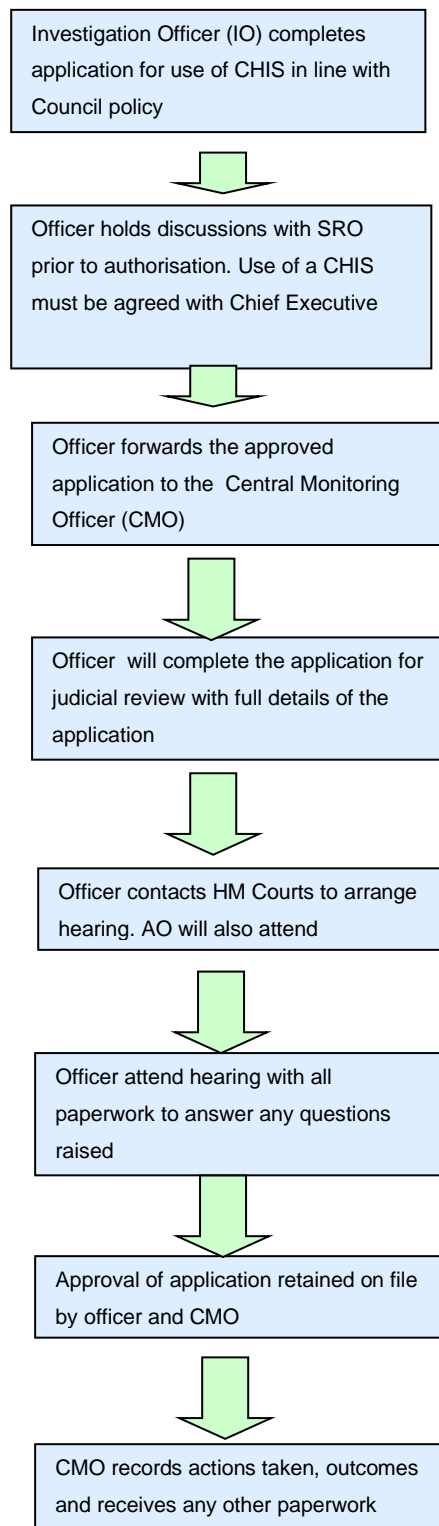 Investigation Officer (IO) completes
application for use of CHIS in line with
Council policy
Officer holds discussions with SRO
prior to authorisation. Use of a CHIS
must be agreed with Chief Executive
Officer forwards the approved
application to the Central Monitoring
Officer (CMO)
Officer will complete the application for
judicial review with full details of the
application
Officer contacts HM Courts to arrange
hearing. AO will also attend
Officer attend hearing with all
paperwork to answer any questions
raised
Approval of application retained on file
by officer and CMO
CMO records actions taken, outcomes
and receives any other paperwork